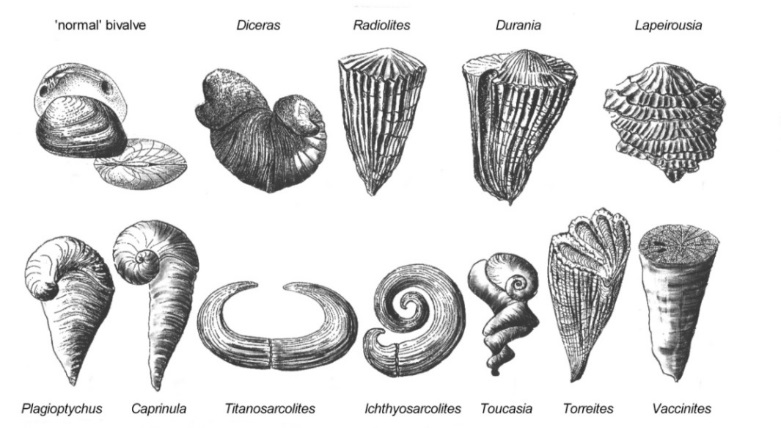 'normal' bivalve
Diceras
Radiolites
Durania
Lapeirousia
Plagioptychus
Caprinula
Titanosarcolites
Ichthyosarcolites
Toucasia
Torreites
Vaccinites